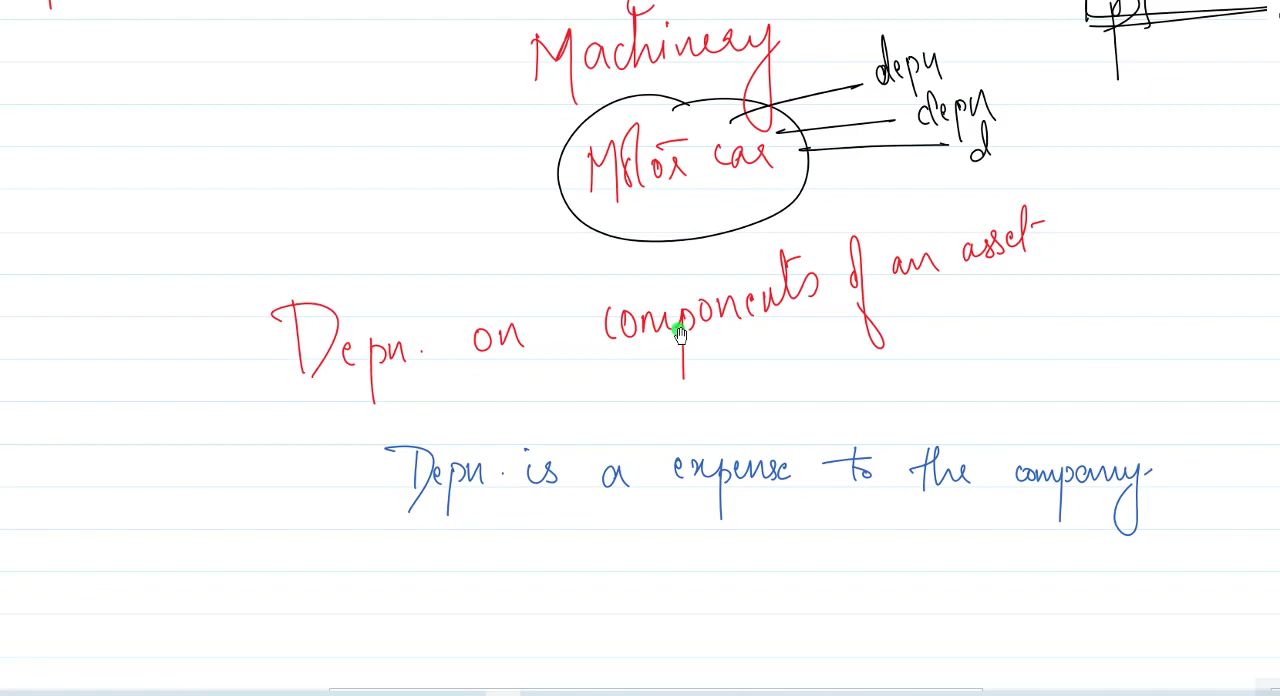 Machinery
depn
depn
Motor car
d
Depn. on components of an asset
Depn. is a expense to the company.